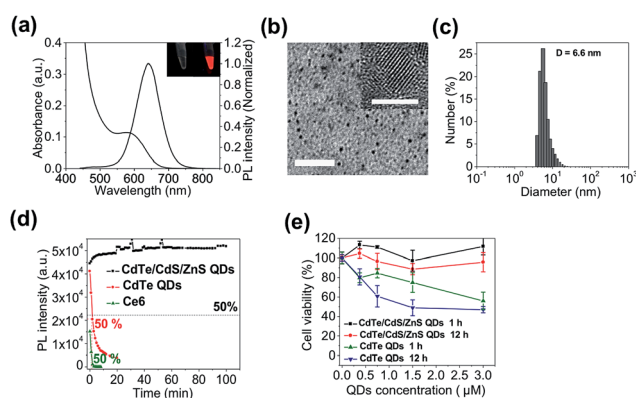 (a)
0.4
0.3
0.2
0.1
0.0
Absorbance (a.u.)
1.2
1.0
0.8
0.6
0.4
0.2
0.0
PL intensity (Normalized)
400 500 600 700 800
Wavelength (nm)
(b)
(c)
D = 6.6 nm
25
20
15
10
5
0
Number (%)
10⁻¹ 10⁰ 10¹ 10² 10³
Diameter (nm)
(d)
5x10⁴
4x10⁴
3x10⁴
2x10⁴
1x10⁴
0
PL intensity (a.u.)
CdTe/CdS/ZnS QDs
CdTe QDs
Ce6
50%
50 %
50 %
0 20 40 60 80 100
Time (min)
(e)
120
100
80
60
40
20
0
Cell viability (%)
CdTe/CdS/ZnS QDs 1 h
CdTe/CdS/ZnS QDs 12 h
CdTe QDs 1 h
CdTe QDs 12 h
0.0 0.5 1.0 1.5 2.0 2.5 3.0
QDs concentration ( μM)